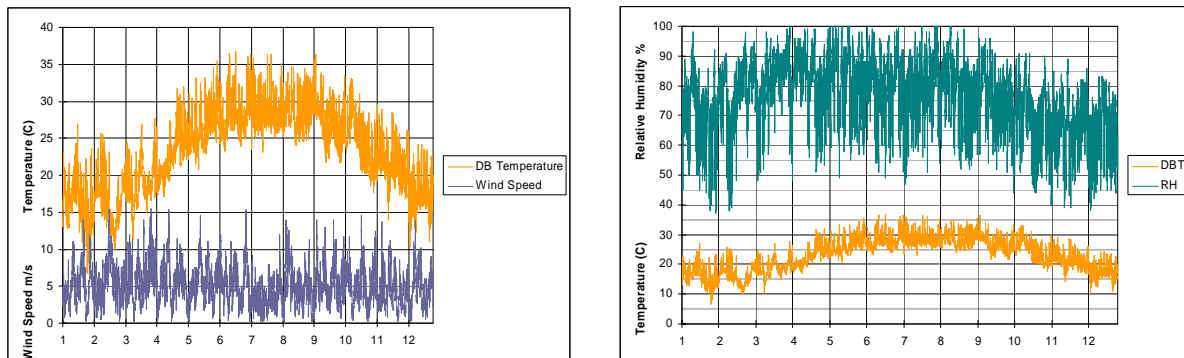 40
35
30
25
20
15
10
5
0
Temperature (C)
Wind Speed m/s
1 2 3 4 5 6 7 8 9 10 11 12
DB Temperature
Wind Speed
100
90
80
70
60
50
40
30
20
10
0
Relative Humidity %
Temperature (C)
1 2 3 4 5 6 7 8 9 10 11 12
DBT
RH